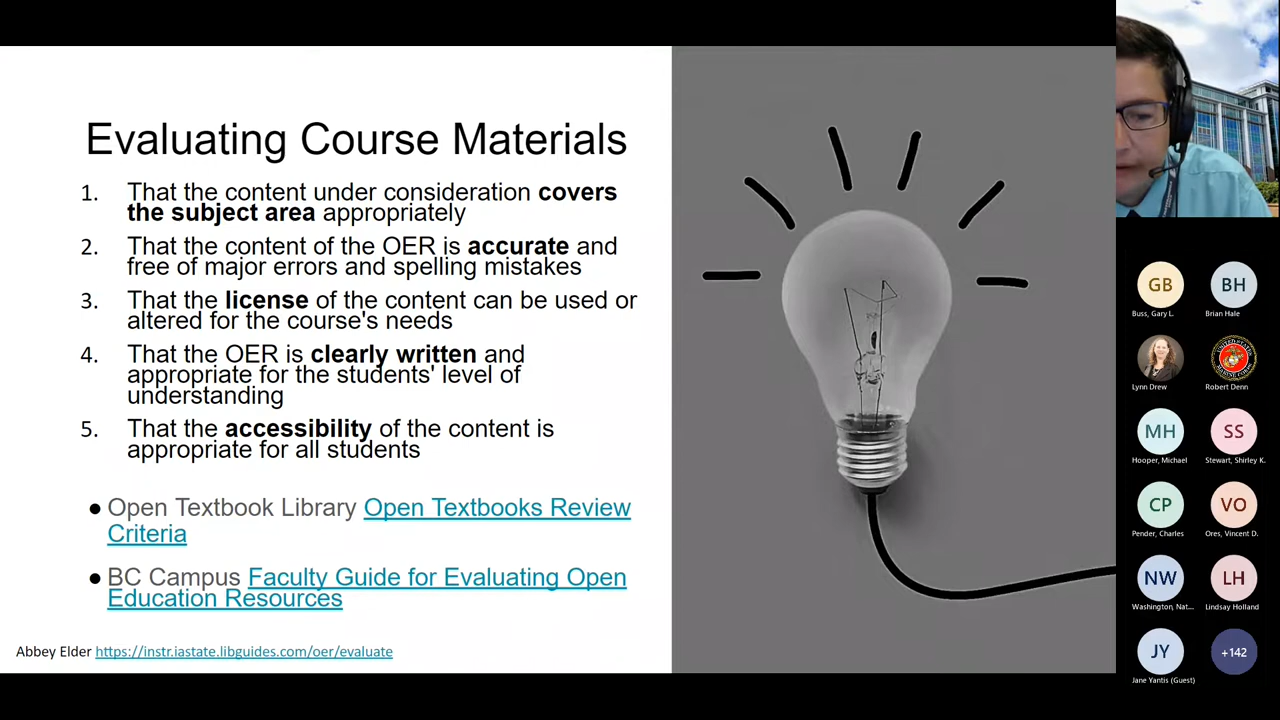 Evaluating Course Materials
1. That the content under consideration covers
the subject area appropriately
2. That the content of the OER is accurate and
free of major errors and spelling mistakes
3. That the license of the content can be used or
altered for the course's needs
4. That the OER is clearly written and
appropriate for the students' level of
understanding
5. That the accessibility of the content is
appropriate for all students
● Open Textbook Library Open Textbooks Review
Criteria
● BC Campus Faculty Guide for Evaluating Open
Education Resources
Abbey Elder https://instr.iastate.libguides.com/oer/evaluate
GB
BH
Buss, Gary L.
Brian Hale
Lynn Drew
Robert Denn
MH
SS
Hooper, Michael
Stewart, Shirley K.
CP
VO
Pender, Charles
Ores, Vincent D.
NW
LH
Washington, Nat...
Lindsay Holland
JY
+142
Jane Yantis (Guest)